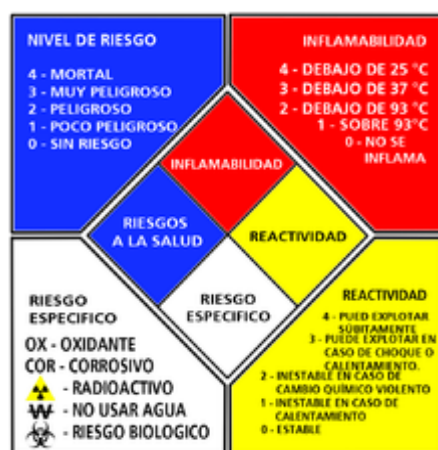 NIVEL DE RIESGO
4 - MORTAL
3 - MUY PELIGROSO
2 - PELIGROSO
1 - POCO PELIGROSO
0 - SIN RIESGO
INFLAMABILIDAD
4 - DEBAJO DE 25 °C
3 - DEBAJO DE 37 °C
2 - DEBAJO DE 93 °C
1 - SOBRE 93°C
0 - NO SE
INFLAMA
INFLAMABILIDAD
RIESGOS
A LA SALUD
REACTIVIDAD
RIESGO
ESPECIFICO
RIESGO
ESPECIFICO
OX - OXIDANTE
COR - CORROSIVO
- RADIOACTIVO
W - NO USAR AGUA
- RIESGO BIOLOGICO
REACTIVIDAD
4 - PUED EXPLOTAR
SÚBITAMENTE
3 - PUEDE EXPLOTAR EN
CASO DE CHOQUE O
CALENTAMIENTO.
2 - INESTABLE EN CASO DE
CAMBIO QUÍMICO VIOLENTO
1 - INESTABLE EN CASO DE
CALENTAMIENTO
0 - ESTABLE